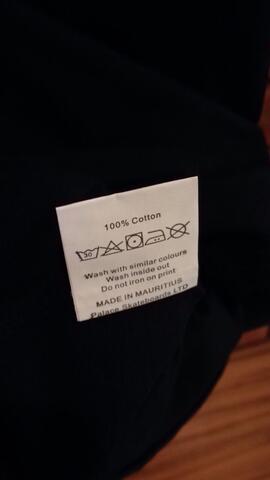 100% Cotton
30
Wash with similar colours
Wash inside out
Do not iron on print
MADE IN MAURITIUS
Palace Skateboards LTD